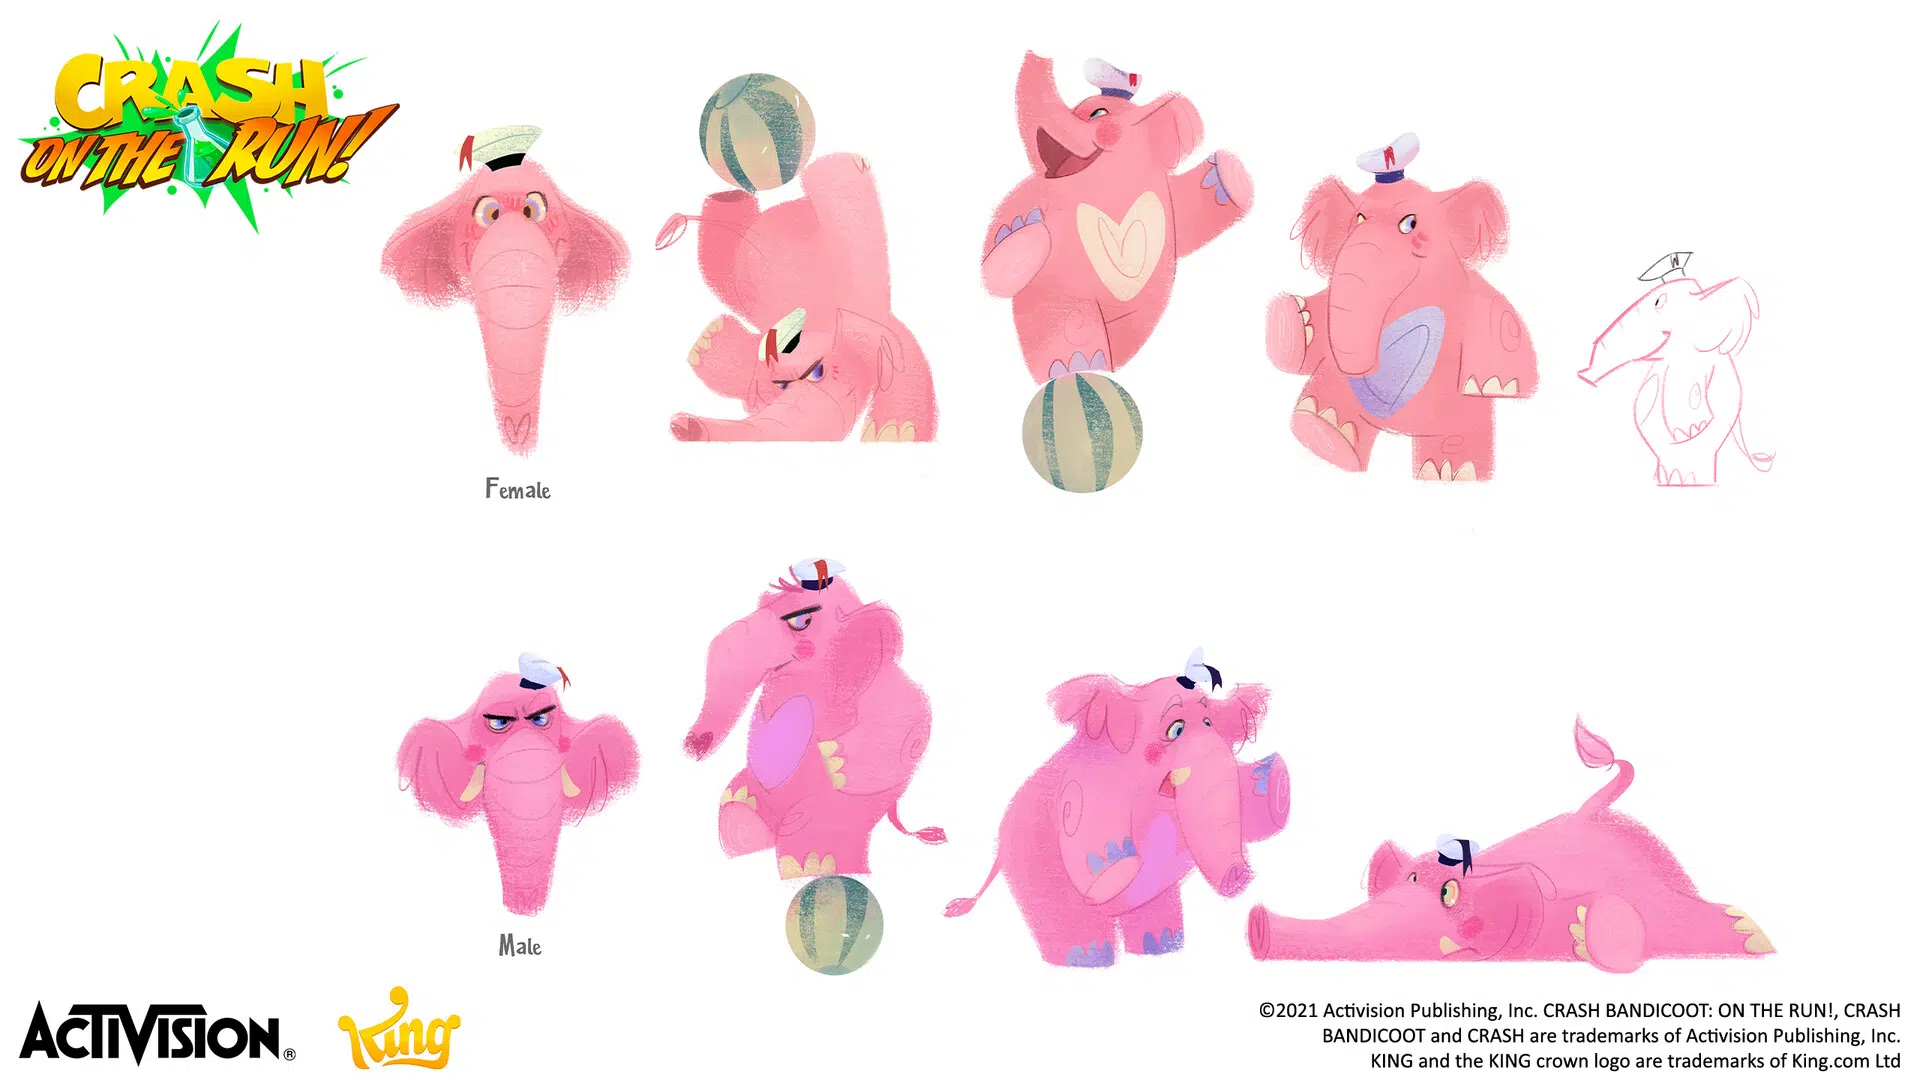 CRASH
ON THE RUN!
Female
Male
ACTIVISION®
King
©2021 Activision Publishing, Inc. CRASH BANDICOOT: ON THE RUN!, CRASH
BANDICOOT and CRASH are trademarks of Activision Publishing, Inc.
KING and the KING crown logo are trademarks of King.com Ltd